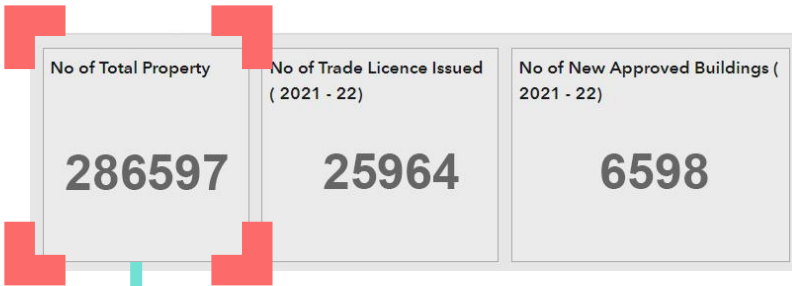 No of Total Property
286597
No of Trade Licence Issued
( 2021 - 22)
25964
No of New Approved Buildings (
2021 - 22)
6598